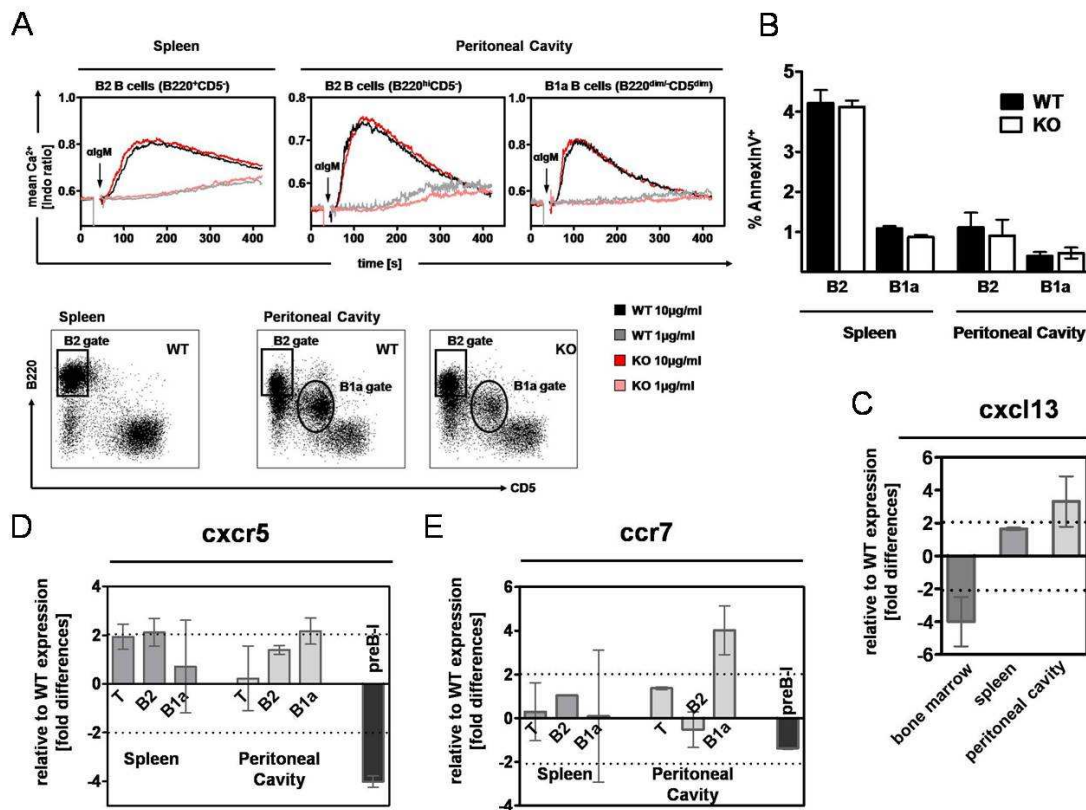 A
Spleen
Peritoneal Cavity
B2 B cells (B220⁺CD5⁻)
B2 B cells (B220ʰⁱCD5⁻)
B1a B cells (B220ᵈⁱᵐ/⁻CD5ᵈⁱᵐ)
mean Ca²⁺
[Indo ratio]
1.0
0.8
0.6
0.8
0.7
0.6
1.0
0.8
0.6
αIgM
αIgM
αIgM
0 100 200 300 400
0 100 200 300 400
0 100 200 300 400
time [s]
Spleen
Peritoneal Cavity
B2 gate
WT
B2 gate
WT
B1a gate
B2 gate
KO
B220
CD5
WT 10µg/ml
WT 1µg/ml
KO 10µg/ml
KO 1µg/ml
B
% AnnexinV⁺
5
4
3
2
1
WT
KO
B2 B1a B2 B1a
Spleen Peritoneal Cavity
C
cxcl13
relative to WT expression
[fold differences]
6
4
2
0
-2
-4
-6
bone marrow
spleen
peritoneal cavity
D
cxcr5
relative to WT expression
[fold differences]
4
2
0
-2
-4
T B2 B1a T B2 B1a preB-I
Spleen Peritoneal
Cavity
E
ccr7
relative to WT expression
[fold differences]
6
4
2
0
-2
-4
T B2 B1a T B2 B1a preB-I
Spleen Peritoneal
Cavity